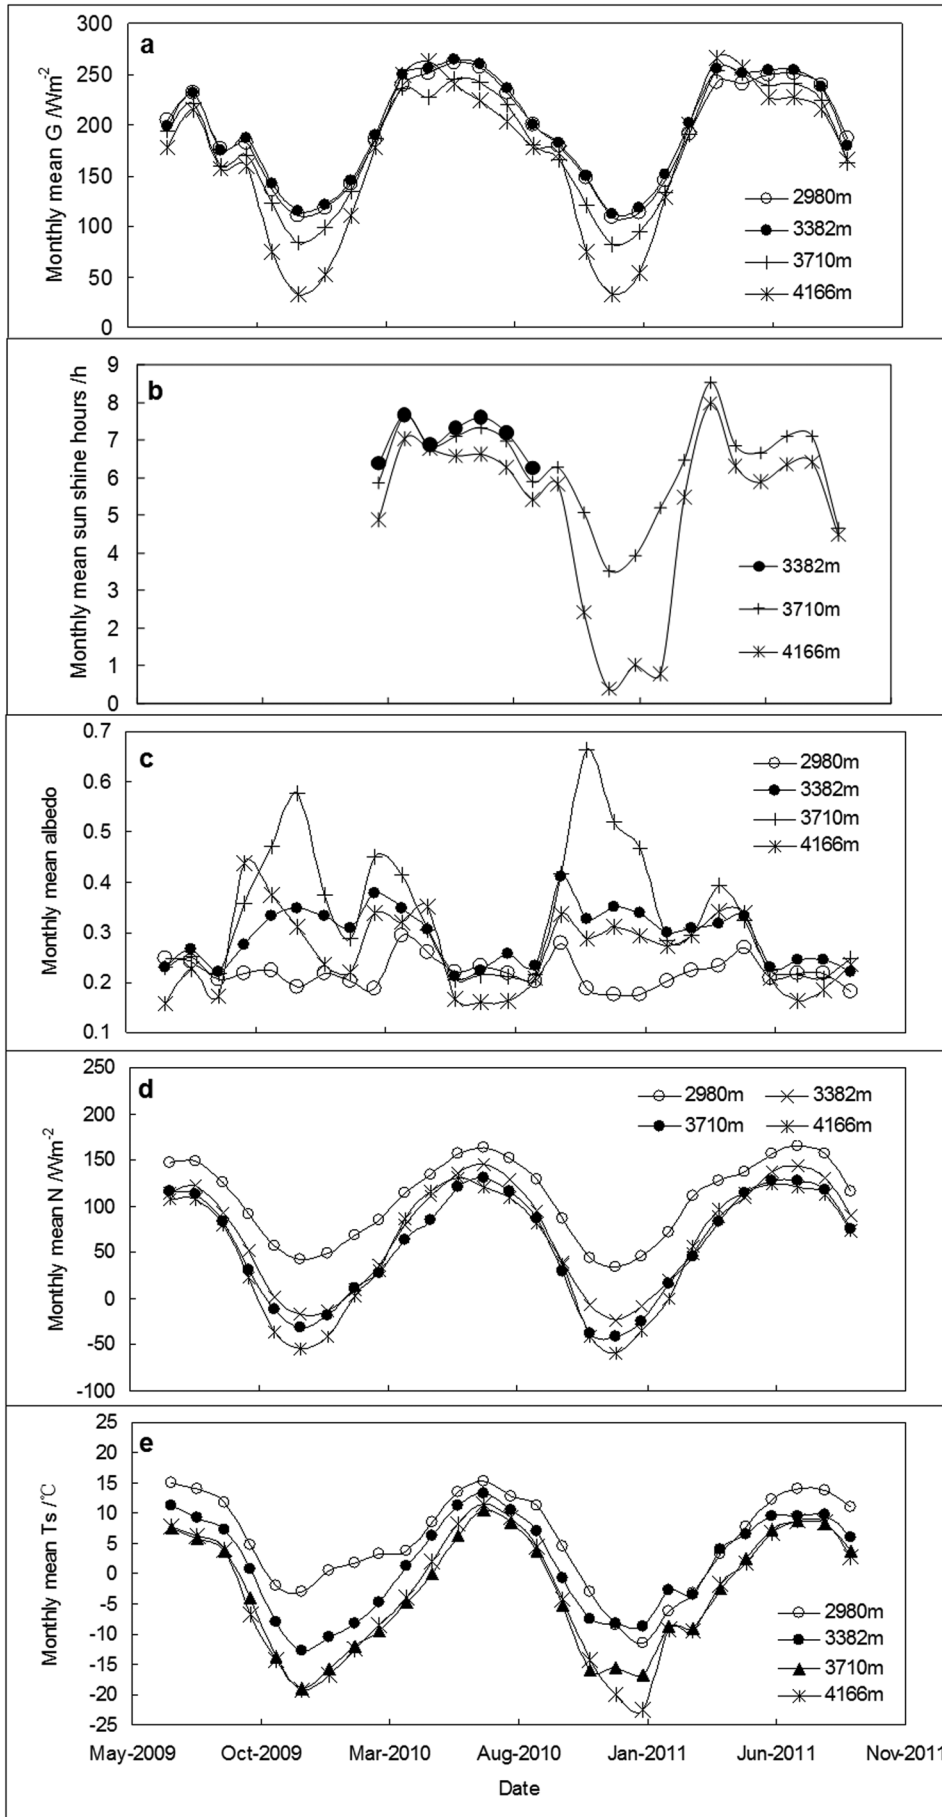 a
Monthly mean G /Wm-2
300
250
200
150
100
50
0
2980m
3382m
3710m
4166m
b
Monthly mean sun shine hours /h
9
8
7
6
5
4
3
2
1
0
3382m
3710m
4166m
c
Monthly mean albedo
0.7
0.6
0.5
0.4
0.3
0.2
0.1
2980m
3382m
3710m
4166m
d
Monthly mean N /Wm-2
250
200
150
100
50
0
-50
-100
2980m 3382m
3710m 4166m
e
Monthly mean Ts /℃
25
20
15
10
5
0
-5
-10
-15
-20
-25
2980m
3382m
3710m
4166m
May-2009 Oct-2009 Mar-2010 Aug-2010 Jan-2011 Jun-2011 Nov-2011
Date